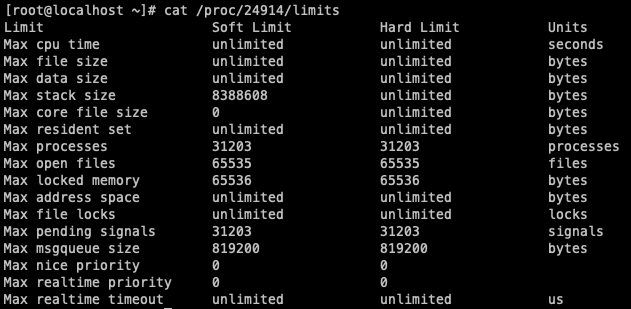 [root@localhost ~]# cat /proc/24914/limits
Limit Soft Limit Hard Limit Units
Max cpu time unlimited unlimited seconds
Max file size unlimited unlimited bytes
Max data size unlimited unlimited bytes
Max stack size 8388608 unlimited bytes
Max core file size 0 unlimited bytes
Max resident set unlimited unlimited bytes
Max processes 31203 31203 processes
Max open files 65535 65535 files
Max locked memory 65536 65536 bytes
Max address space unlimited unlimited bytes
Max file locks unlimited unlimited locks
Max pending signals 31203 31203 signals
Max msgqueue size 819200 819200 bytes
Max nice priority 0 0
Max realtime priority 0 0
Max realtime timeout unlimited unlimited us